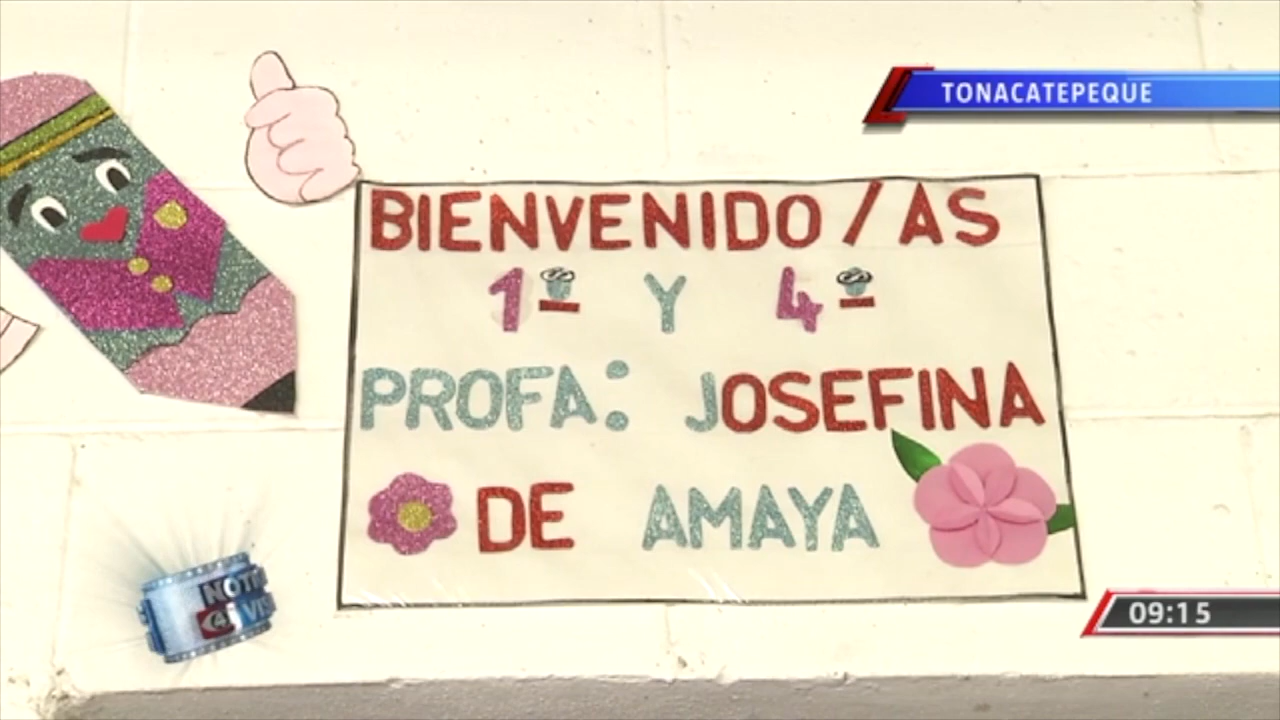 TONACATEPEQUE
BIENVENIDO/AS
1º Y 4º
PROFA: JOSEFINA
DE AMAYA
09:15